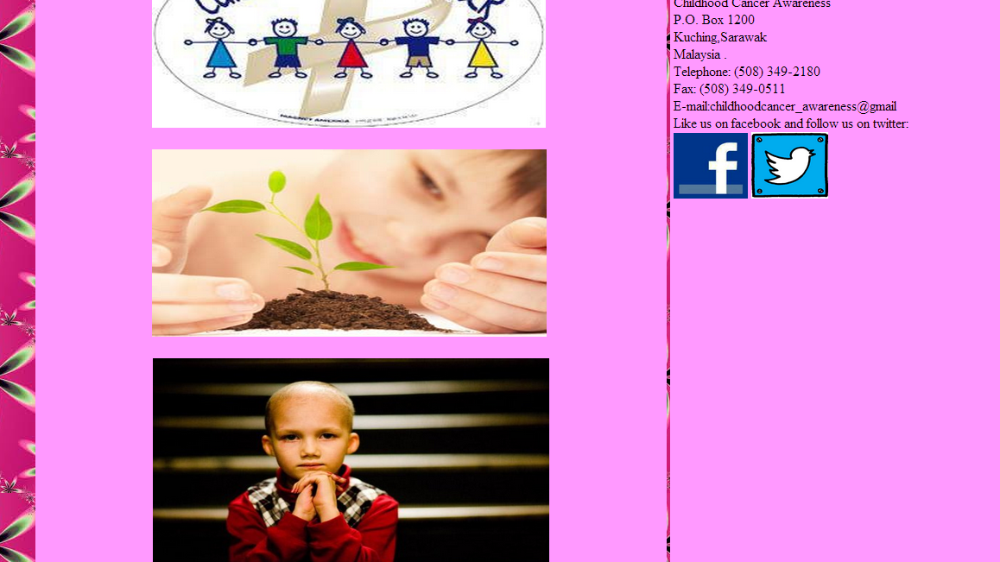 Childhood Cancer Awareness
P.O. Box 1200
Kuching,Sarawak
Malaysia .
Telephone: (508) 349-2180
Fax: (508) 349-0511
E-mail:childhoodcancer_awareness@gmail
Like us on facebook and follow us on twitter:
f